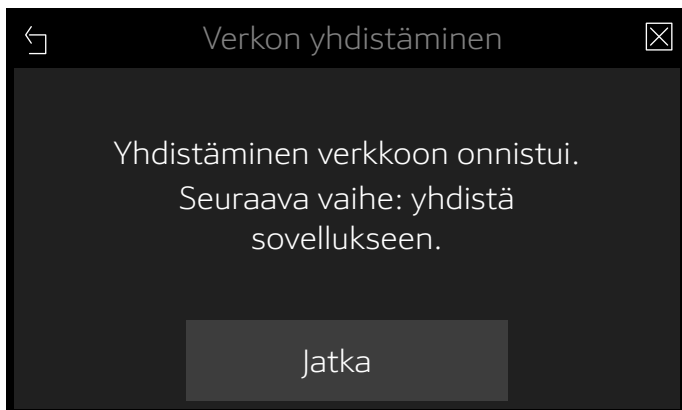 Verkon yhdistäminen
Yhdistäminen verkkoon onnistui.
Seuraava vaihe: yhdistä
sovellukseen.
Jatka